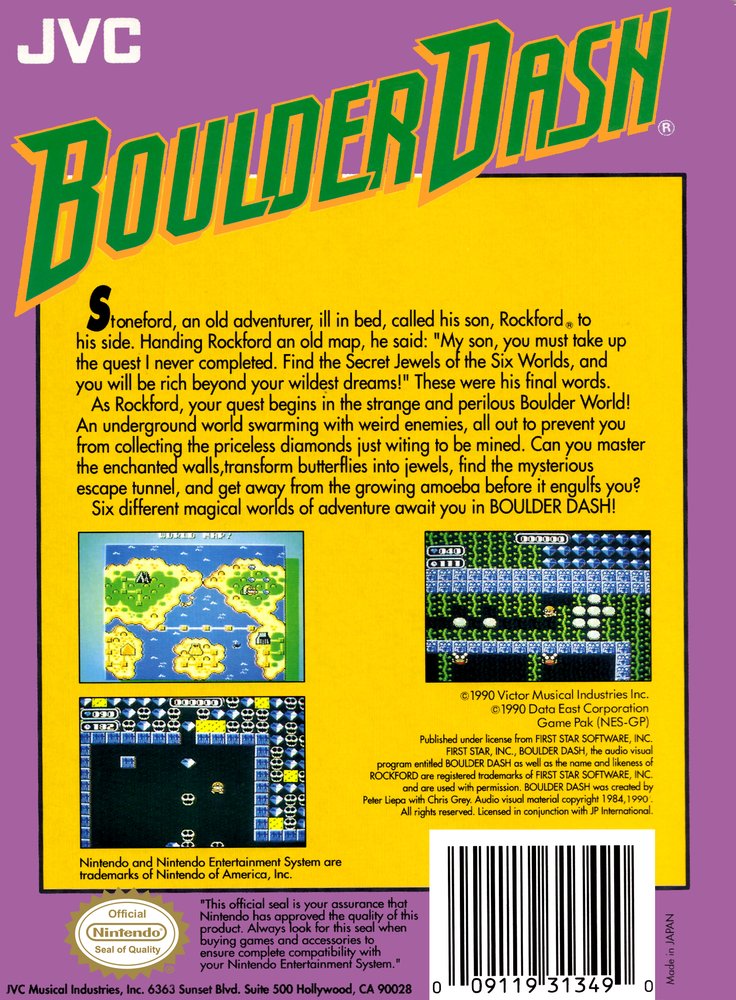 JVC
BOULDER DASH®
Stoneford, an old adventurer, ill in bed, called his son, Rockford® to
his side. Handing Rockford an old map, he said: "My son, you must take up
the quest I never completed. Find the Secret Jewels of the Six Worlds, and
you will be rich beyond your wildest dreams!" These were his final words.
As Rockford, your quest begins in the strange and perilous Boulder World!
An underground world swarming with weird enemies, all out to prevent you
from collecting the priceless diamonds just witing to be mined. Can you master
the enchanted walls,transform butterflies into jewels, find the mysterious
escape tunnel, and get away from the growing amoeba before it engulfs you?
Six different magical worlds of adventure await you in BOULDER DASH!
WORLD MAP
000000
040
111
000000
030
182
©1990 Victor Musical Industries Inc.
©1990 Data East Corporation
Game Pak (NES-GP)
Published under license from FIRST STAR SOFTWARE, INC.
FIRST STAR, INC., BOULDER DASH, the audio visual
program entitled BOULDER DASH as well as the name and likeness of
ROCKFORD are registered trademarks of FIRST STAR SOFTWARE, INC.
and are used with permission. BOULDER DASH was created by
Peter Liepa with Chris Grey. Audio visual material copyright 1984,1990.
All rights reserved. Licensed in conjunction with JP International.
Nintendo and Nintendo Entertainment System are
trademarks of Nintendo of America, Inc.
Official
Nintendo®
Seal of Quality
"This official seal is your assurance that
Nintendo has approved the quality of this
product. Always look for this seal when
buying games and accessories to
ensure complete compatibility with
your Nintendo Entertainment System."
JVC Musical Industries, Inc. 6363 Sunset Blvd. Suite 500 Hollywood, CA 90028
0 09119 31349 0
Made in JAPAN